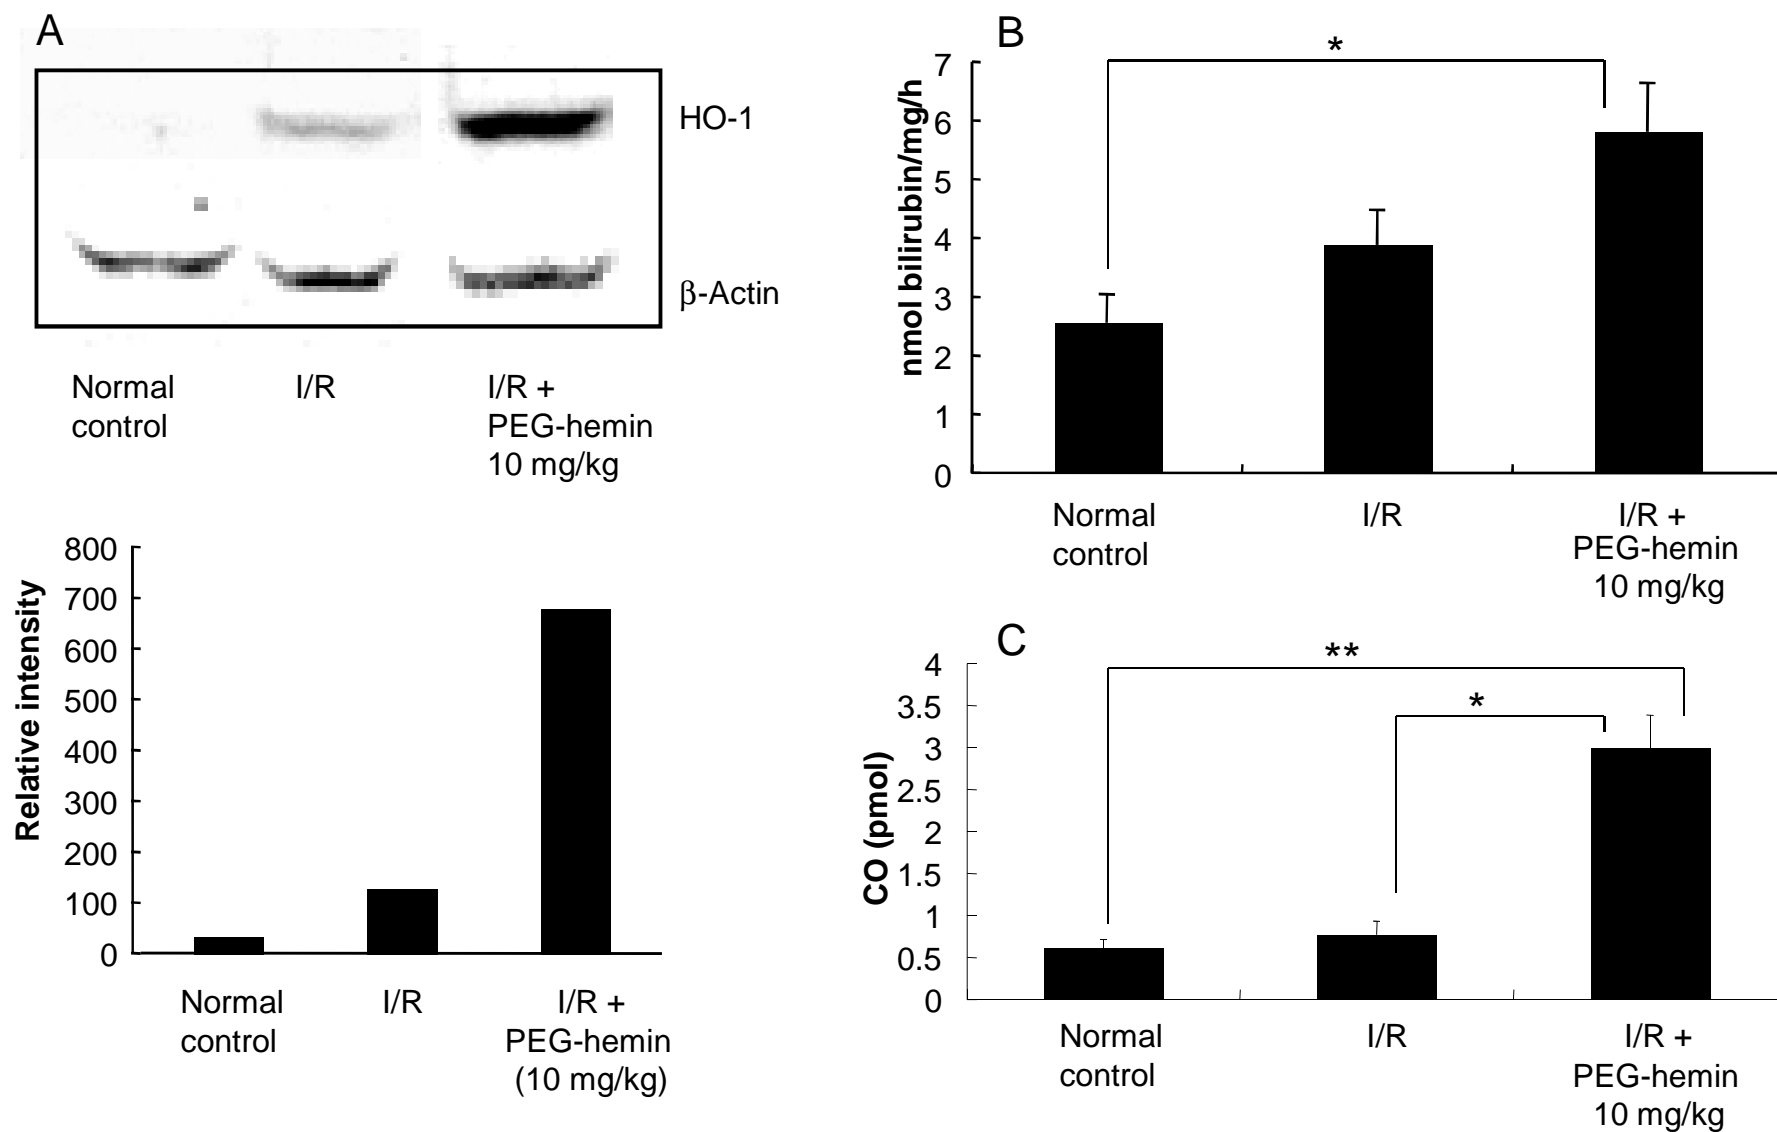 A
HO-1
β-Actin
Normal
control
I/R
I/R +
PEG-hemin
10 mg/kg
Relative intensity
800
700
600
500
400
300
200
100
0
Normal
control
I/R
I/R +
PEG-hemin
(10 mg/kg)
B
*
nmol bilirubin/mg/h
7
6
5
4
3
2
1
0
Normal
control
I/R
I/R +
PEG-hemin
10 mg/kg
C
**
*
CO (pmol)
4
3.5
3
2.5
2
1.5
1
0.5
0
Normal
control
I/R
I/R +
PEG-hemin
10 mg/kg